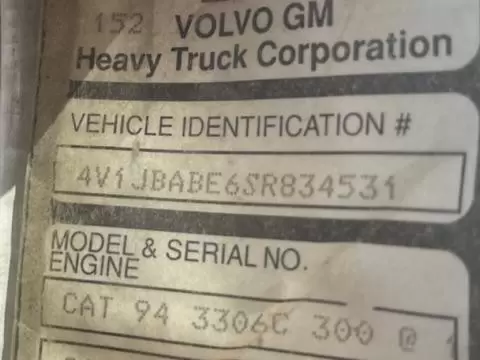 152 VOLVO GM
Heavy Truck Corporation
VEHICLE IDENTIFICATION #
4V1JBABE6SR834531
MODEL & SERIAL NO.
ENGINE
CAT 94 3306C 300 @